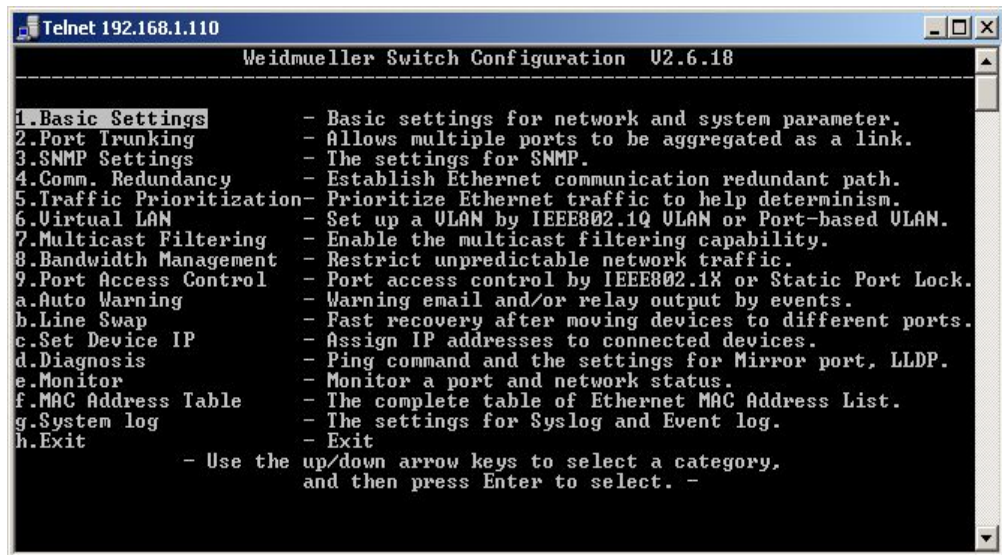 Telnet 192.168.1.110
Weidmueller Switch Configuration V2.6.18
1.Basic Settings - Basic settings for network and system parameter.
2.Port Trunking - Allows multiple ports to be aggregated as a link.
3.SNMP Settings - The settings for SNMP.
4.Comm. Redundancy - Establish Ethernet communication redundant path.
5.Traffic Prioritization- Prioritize Ethernet traffic to help determinism.
6.Virtual LAN - Set up a VLAN by IEEE802.1Q VLAN or Port-based VLAN.
7.Multicast Filtering - Enable the multicast filtering capability.
8.Bandwidth Management - Restrict unpredictable network traffic.
9.Port Access Control - Port access control by IEEE802.1X or Static Port Lock.
a.Auto Warning - Warning email and/or relay output by events.
b.Line Swap - Fast recovery after moving devices to different ports.
c.Set Device IP - Assign IP addresses to connected devices.
d.Diagnosis - Ping command and the settings for Mirror port, LLDP.
e.Monitor - Monitor a port and network status.
f.MAC Address Table - The complete table of Ethernet MAC Address List.
g.System log - The settings for Syslog and Event log.
h.Exit - Exit
- Use the up/down arrow keys to select a category,
and then press Enter to select. -